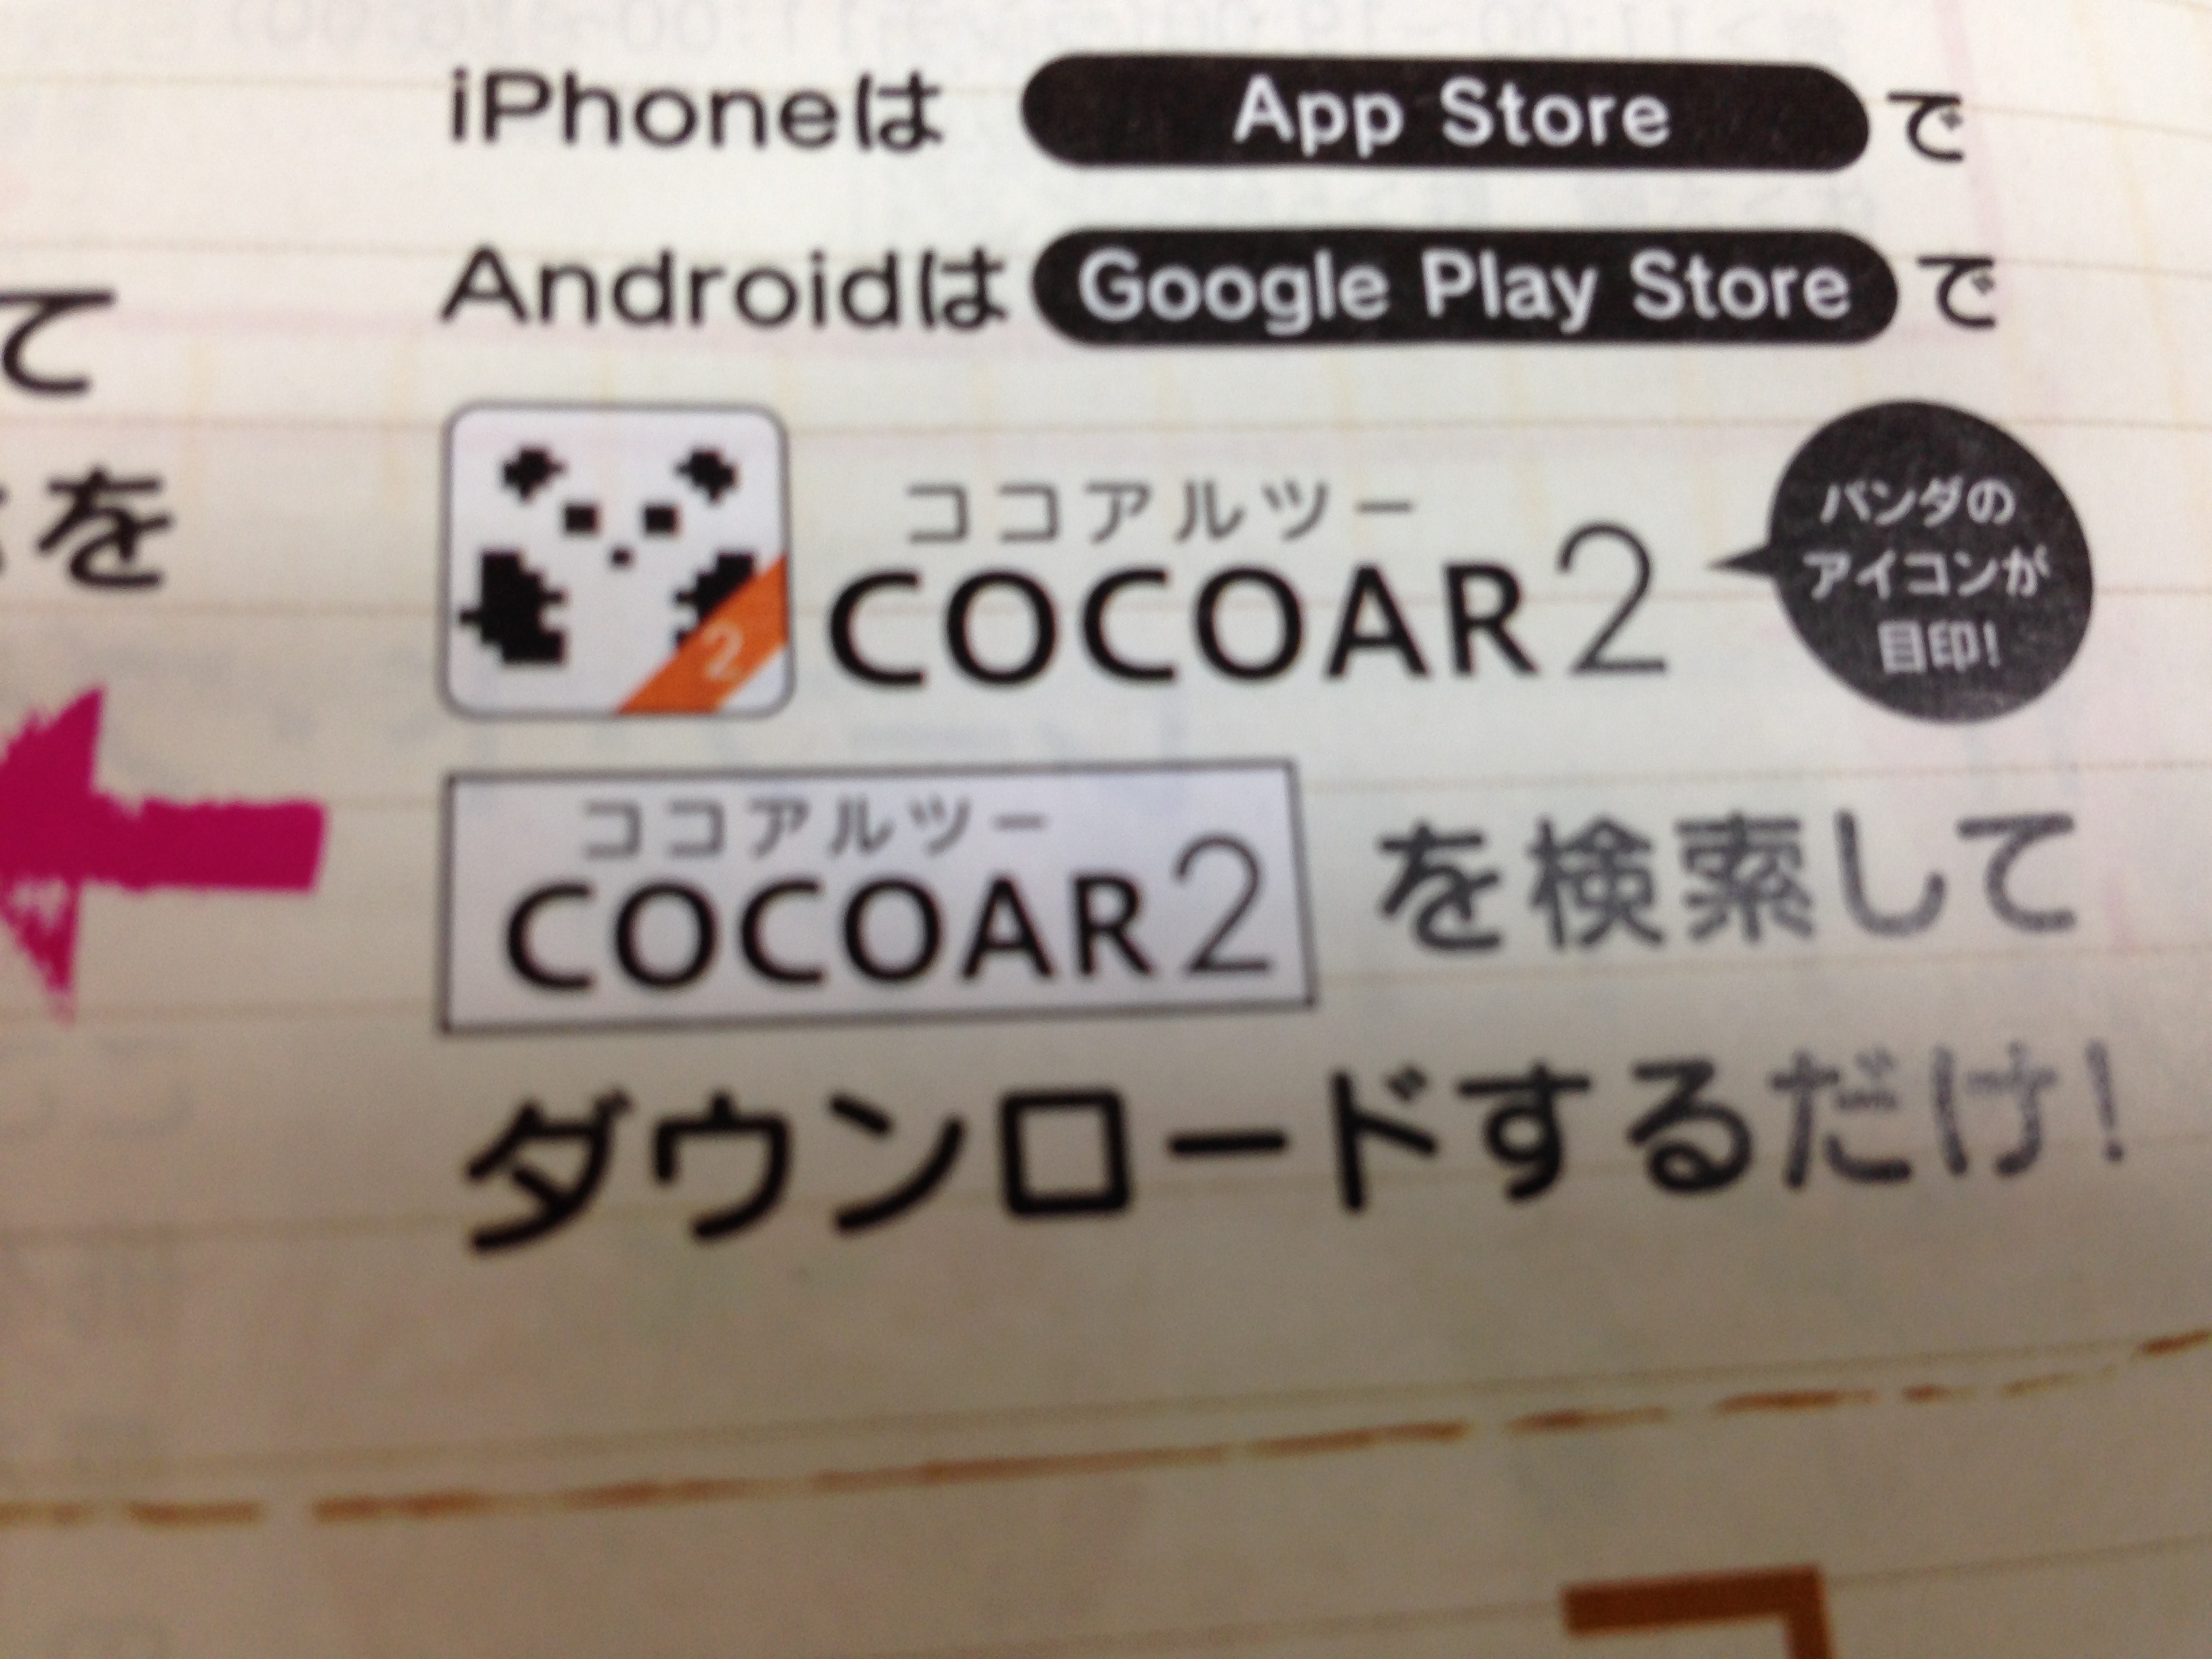 iPhoneは App Store で
Androidは Google Play Store で
て
を
2
ココアルツー
COCOAR2
パンダの
アイコンが
目印!
ココアルツー
COCOAR2 を検索して
ダウンロードするだけ!